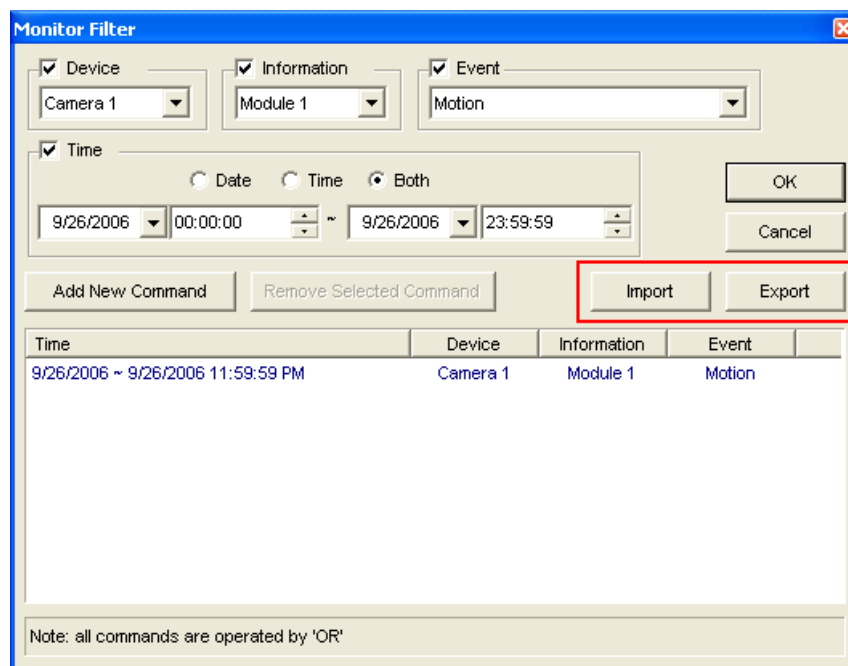 Monitor Filter
Device Information Event
Camera 1 Module 1 Motion
Time
Date Time Both
OK
9/26/2006 00:00:00 ~ 9/26/2006 23:59:59
Cancel
Add New Command Remove Selected Command Import Export
Time Device Information Event
9/26/2006 ~ 9/26/2006 11:59:59 PM Camera 1 Module 1 Motion
Note: all commands are operated by 'OR'